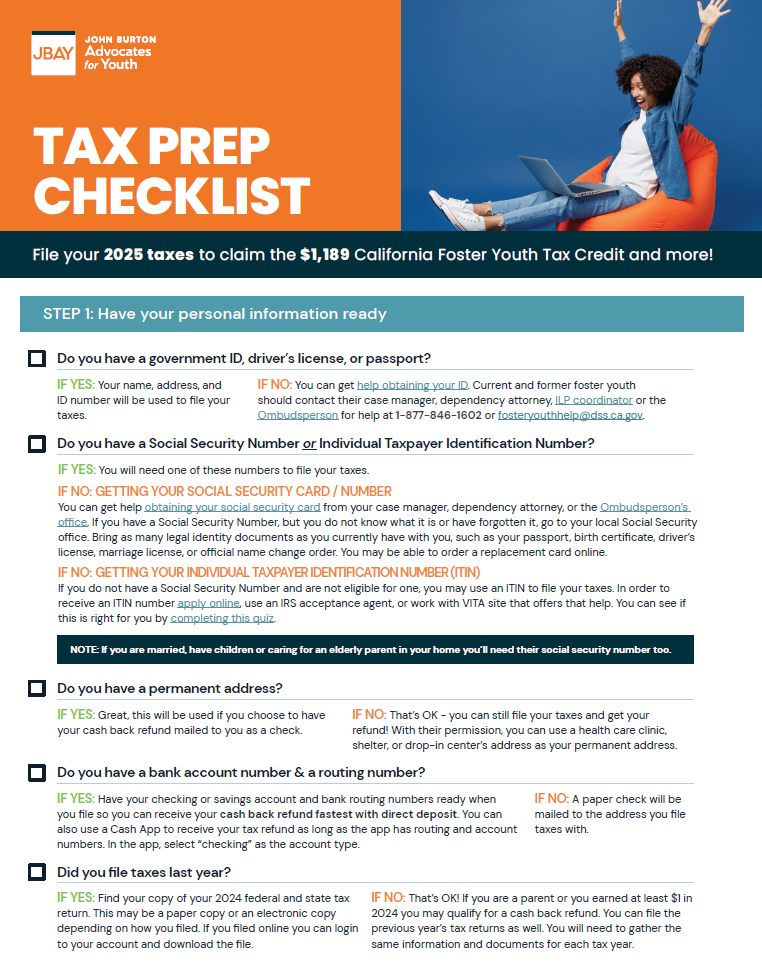 JBAY
JOHN BURTON
Advocates
for Youth
TAX PREP
CHECKLIST
File your 2025 taxes to claim the $1,189 California Foster Youth Tax Credit and more!
STEP 1: Have your personal information ready
Do you have a government ID, driver's license, or passport?
IF YES: Your name, address, and
ID number will be used to file your
taxes.
IF NO: You can get help obtaining your ID. Current and former foster youth
should contact their case manager, dependency attorney, ILP coordinator or the
Ombudsperson for help at 1-877-846-1602 or fosteryouthhelp@dss.ca.gov.
Do you have a Social Security Number or Individual Taxpayer Identification Number?
IF YES: You will need one of these numbers to file your taxes.
IF NO: GETTING YOUR SOCIAL SECURITY CARD / NUMBER
You can get help obtaining your social security card from your case manager, dependency attorney, or the Ombudsperson's
office. If you have a Social Security Number, but you do not know what it is or have forgotten it, go to your local Social Security
office. Bring as many legal identity documents as you currently have with you, such as your passport, birth certificate, driver's
license, marriage license, or official name change order. You may be able to order a replacement card online.
IF NO: GETTING YOUR INDIVIDUAL TAXPAYER IDENTIFICATION NUMBER (ITIN)
If you do not have a Social Security Number and are not eligible for one, you may use an ITIN to file your taxes. In order to
receive an ITIN number apply online, use an IRS acceptance agent, or work with VITA site that offers that help. You can see if
this is right for you by completing this quiz.
NOTE: If you are married, have children or caring for an elderly parent in your home you'll need their social security number too.
Do you have a permanent address?
IF YES: Great, this will be used if you choose to have
your cash back refund mailed to you as a check.
IF NO: That's OK - you can still file your taxes and get your
refund! With their permission, you can use a health care clinic,
shelter, or drop-in center's address as your permanent address.
Do you have a bank account number & a routing number?
IF YES: Have your checking or savings account and bank routing numbers ready when
you file so you can receive your cash back refund fastest with direct deposit. You can
also use a Cash App to receive your tax refund as long as the app has routing and account
numbers. In the app, select "checking" as the account type.
IF NO: A paper check will be
mailed to the address you file
taxes with.
Did you file taxes last year?
IF YES: Find your copy of your 2024 federal and state tax
return. This may be a paper copy or an electronic copy
depending on how you filed. If you filed online you can login
to your account and download the file.
IF NO: That's OK! If you are a parent or you earned at least $1 in
2024 you may qualify for a cash back refund. You can file the
previous year's tax returns as well. You will need to gather the
same information and documents for each tax year.